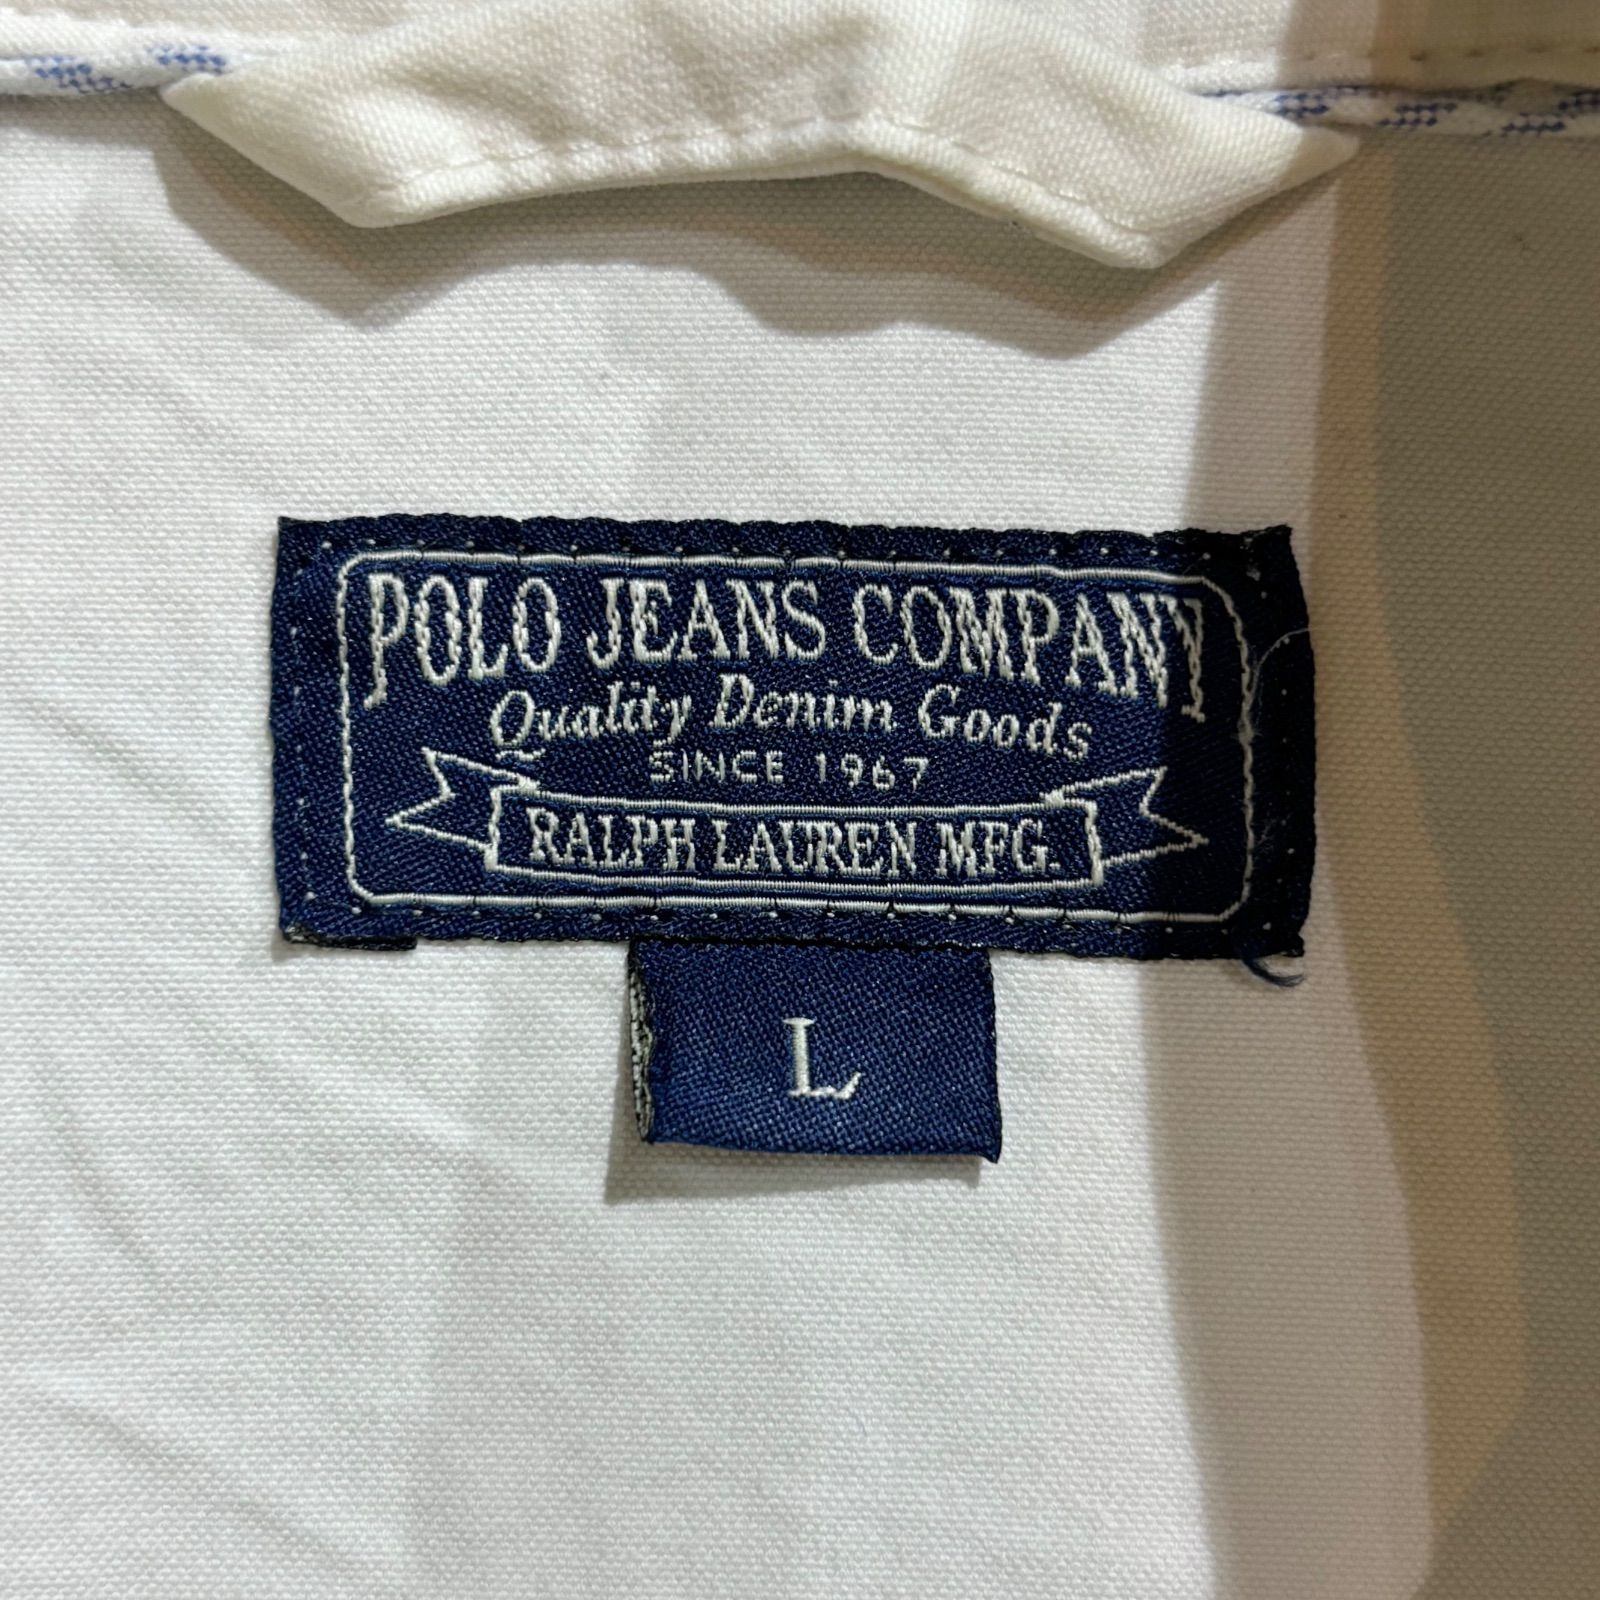 POLO JEANS COMPANY
Quality Denim Goods
SINCE 1967
RALPH LAUREN MFG.
L